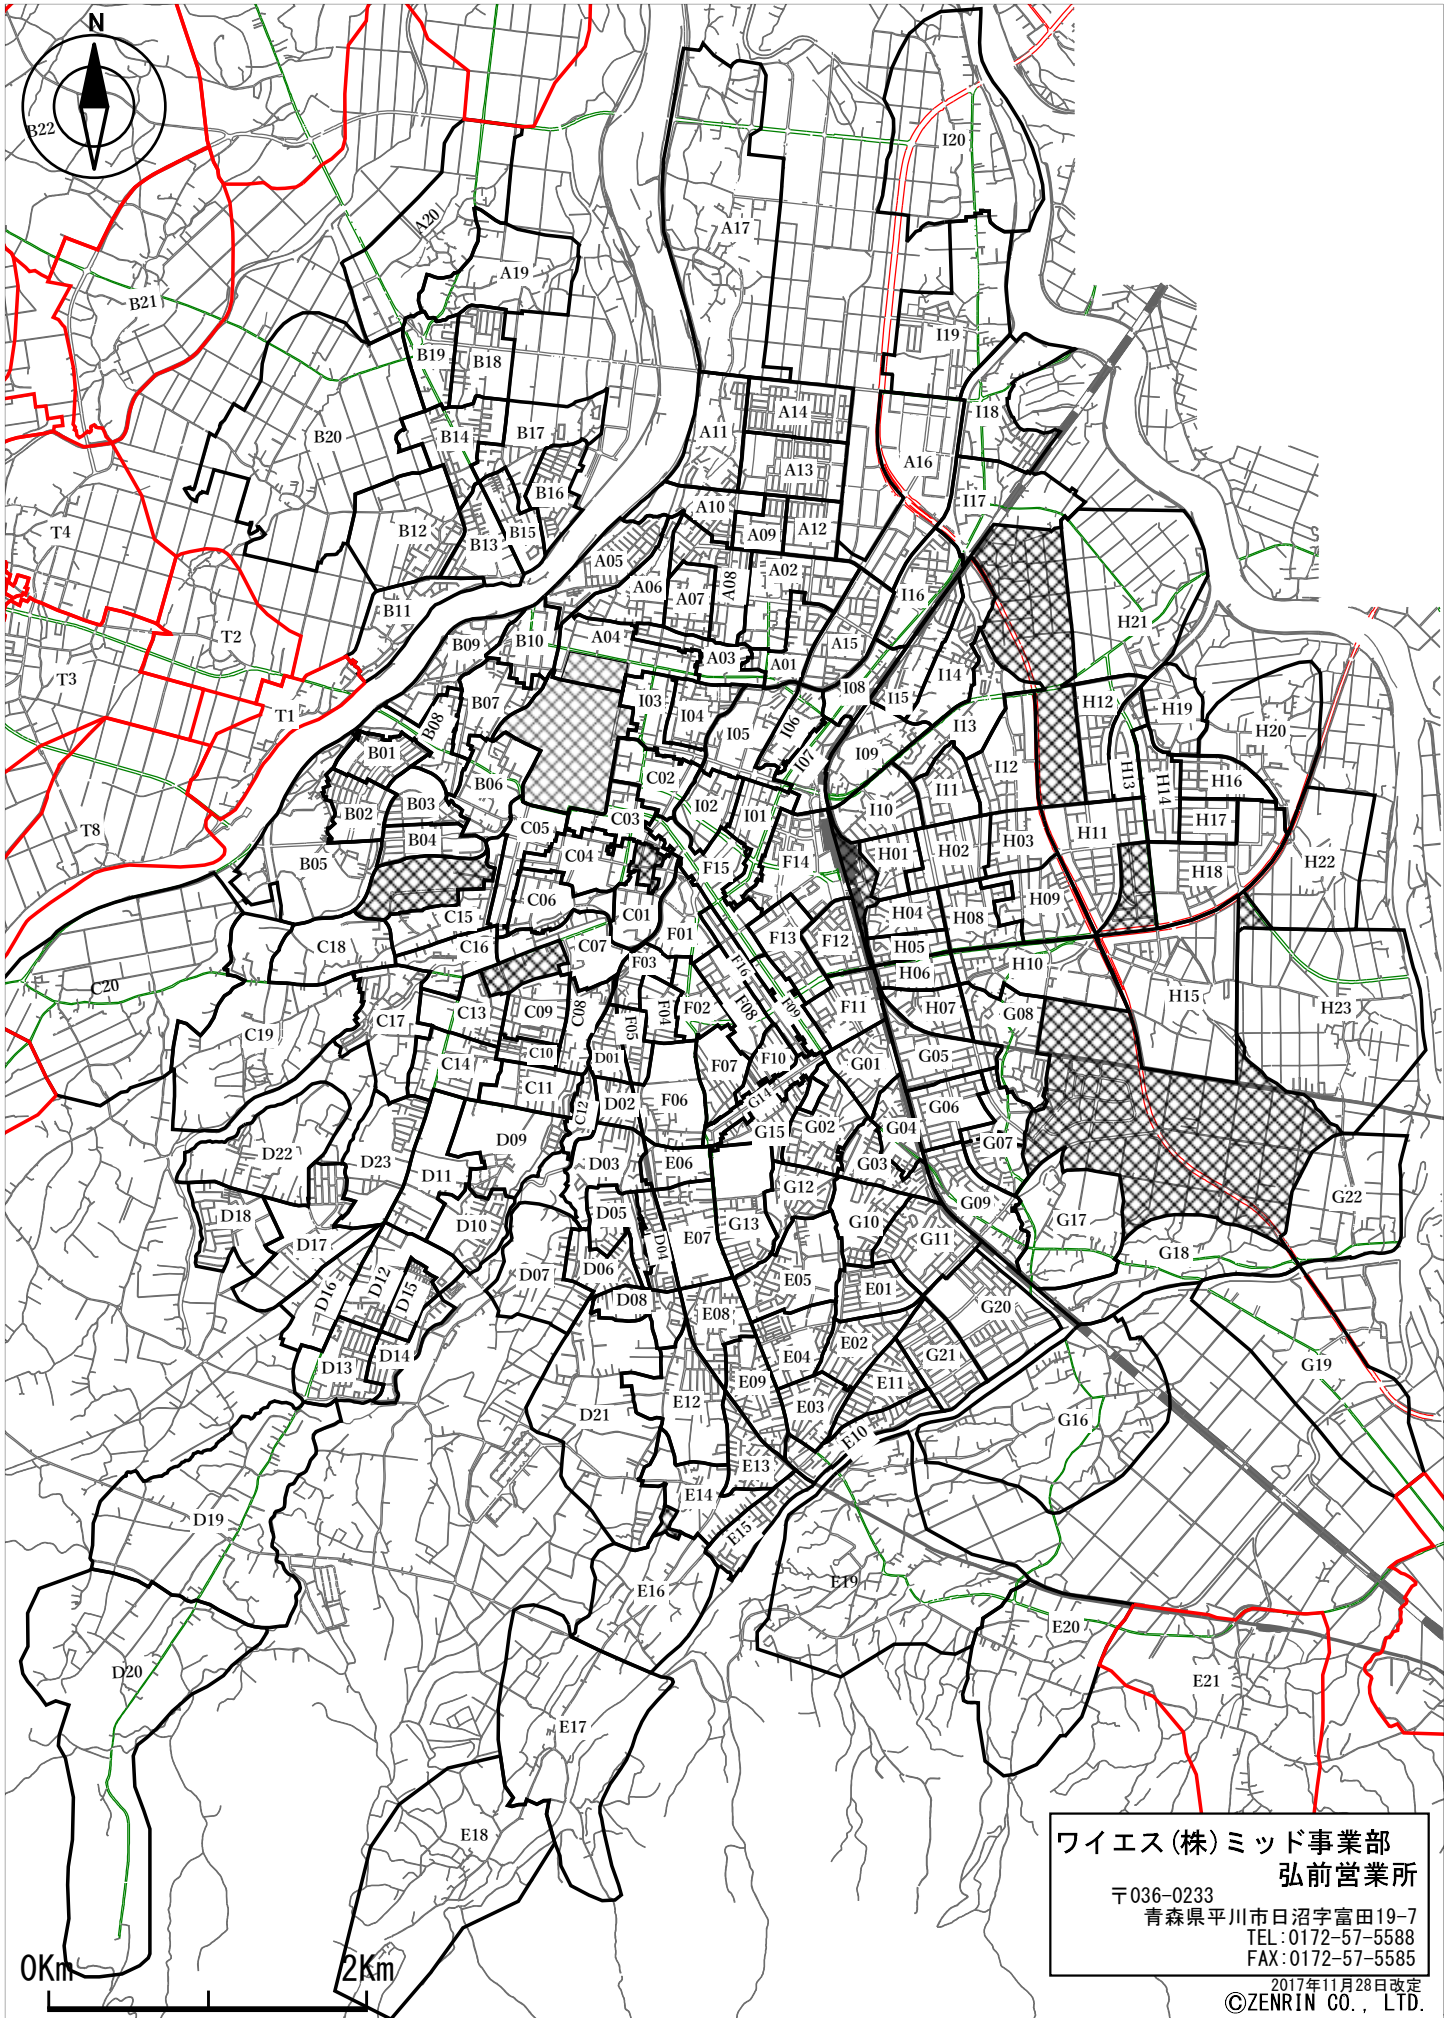 N
B22
I20
A20
A17
A19
B21
I19
B19
B18
I18
A14
B20
B14
B17
A11
A13
A16
B16
I17
T4
B12
B15
A10
A09
A12
B13
A05
A02
A06
A08
I16
A07
B11
H21
T2
B09
B10
A04
A15
A03
A01
T3
I14
I08
I15
B07
I03
H12
H19
T1
B08
I04
I06
I13
H20
I05
B01
I09
I07
I12
C02
B06
H13
H16
B03
I11
H14
B02
I02
I10
T8
C03
I01
C05
H17
H11
B04
H03
H02
H01
C04
F14
B05
F15
H22
H18
C06
H09
C01
H04
C15
H08
F01
F13
F12
C18
C16
C07
H05
F03
F16
H10
H06
C20
H15
F02
F09
F08
F11
H07
H23
C09
C08
F04
G08
C13
C17
F05
C19
C10
D01
F10
G05
C14
F07
G01
C11
G14
F06
D02
G06
C12
G02
G04
G15
G07
D09
D22
D23
D03
E06
G03
D11
G12
G22
G09
D18
D05
G13
G10
G17
D10
D17
D04
E07
G11
G18
D06
D07
E05
D12
E01
D16
D15
D08
G20
E08
E02
D14
D13
E04
G21
G19
E09
E11
E12
E03
D21
G16
E10
E13
E14
D19
E15
E16
E19
E20
D20
E21
E17
E18
ワイエス(株)ミッド事業部
弘前営業所
〒036-0233
青森県平川市日沼字富田19-7
TEL:0172-57-5588
FAX:0172-57-5585
0Km
2Km
2017年11月28日改定
©ZENRIN CO., LTD.